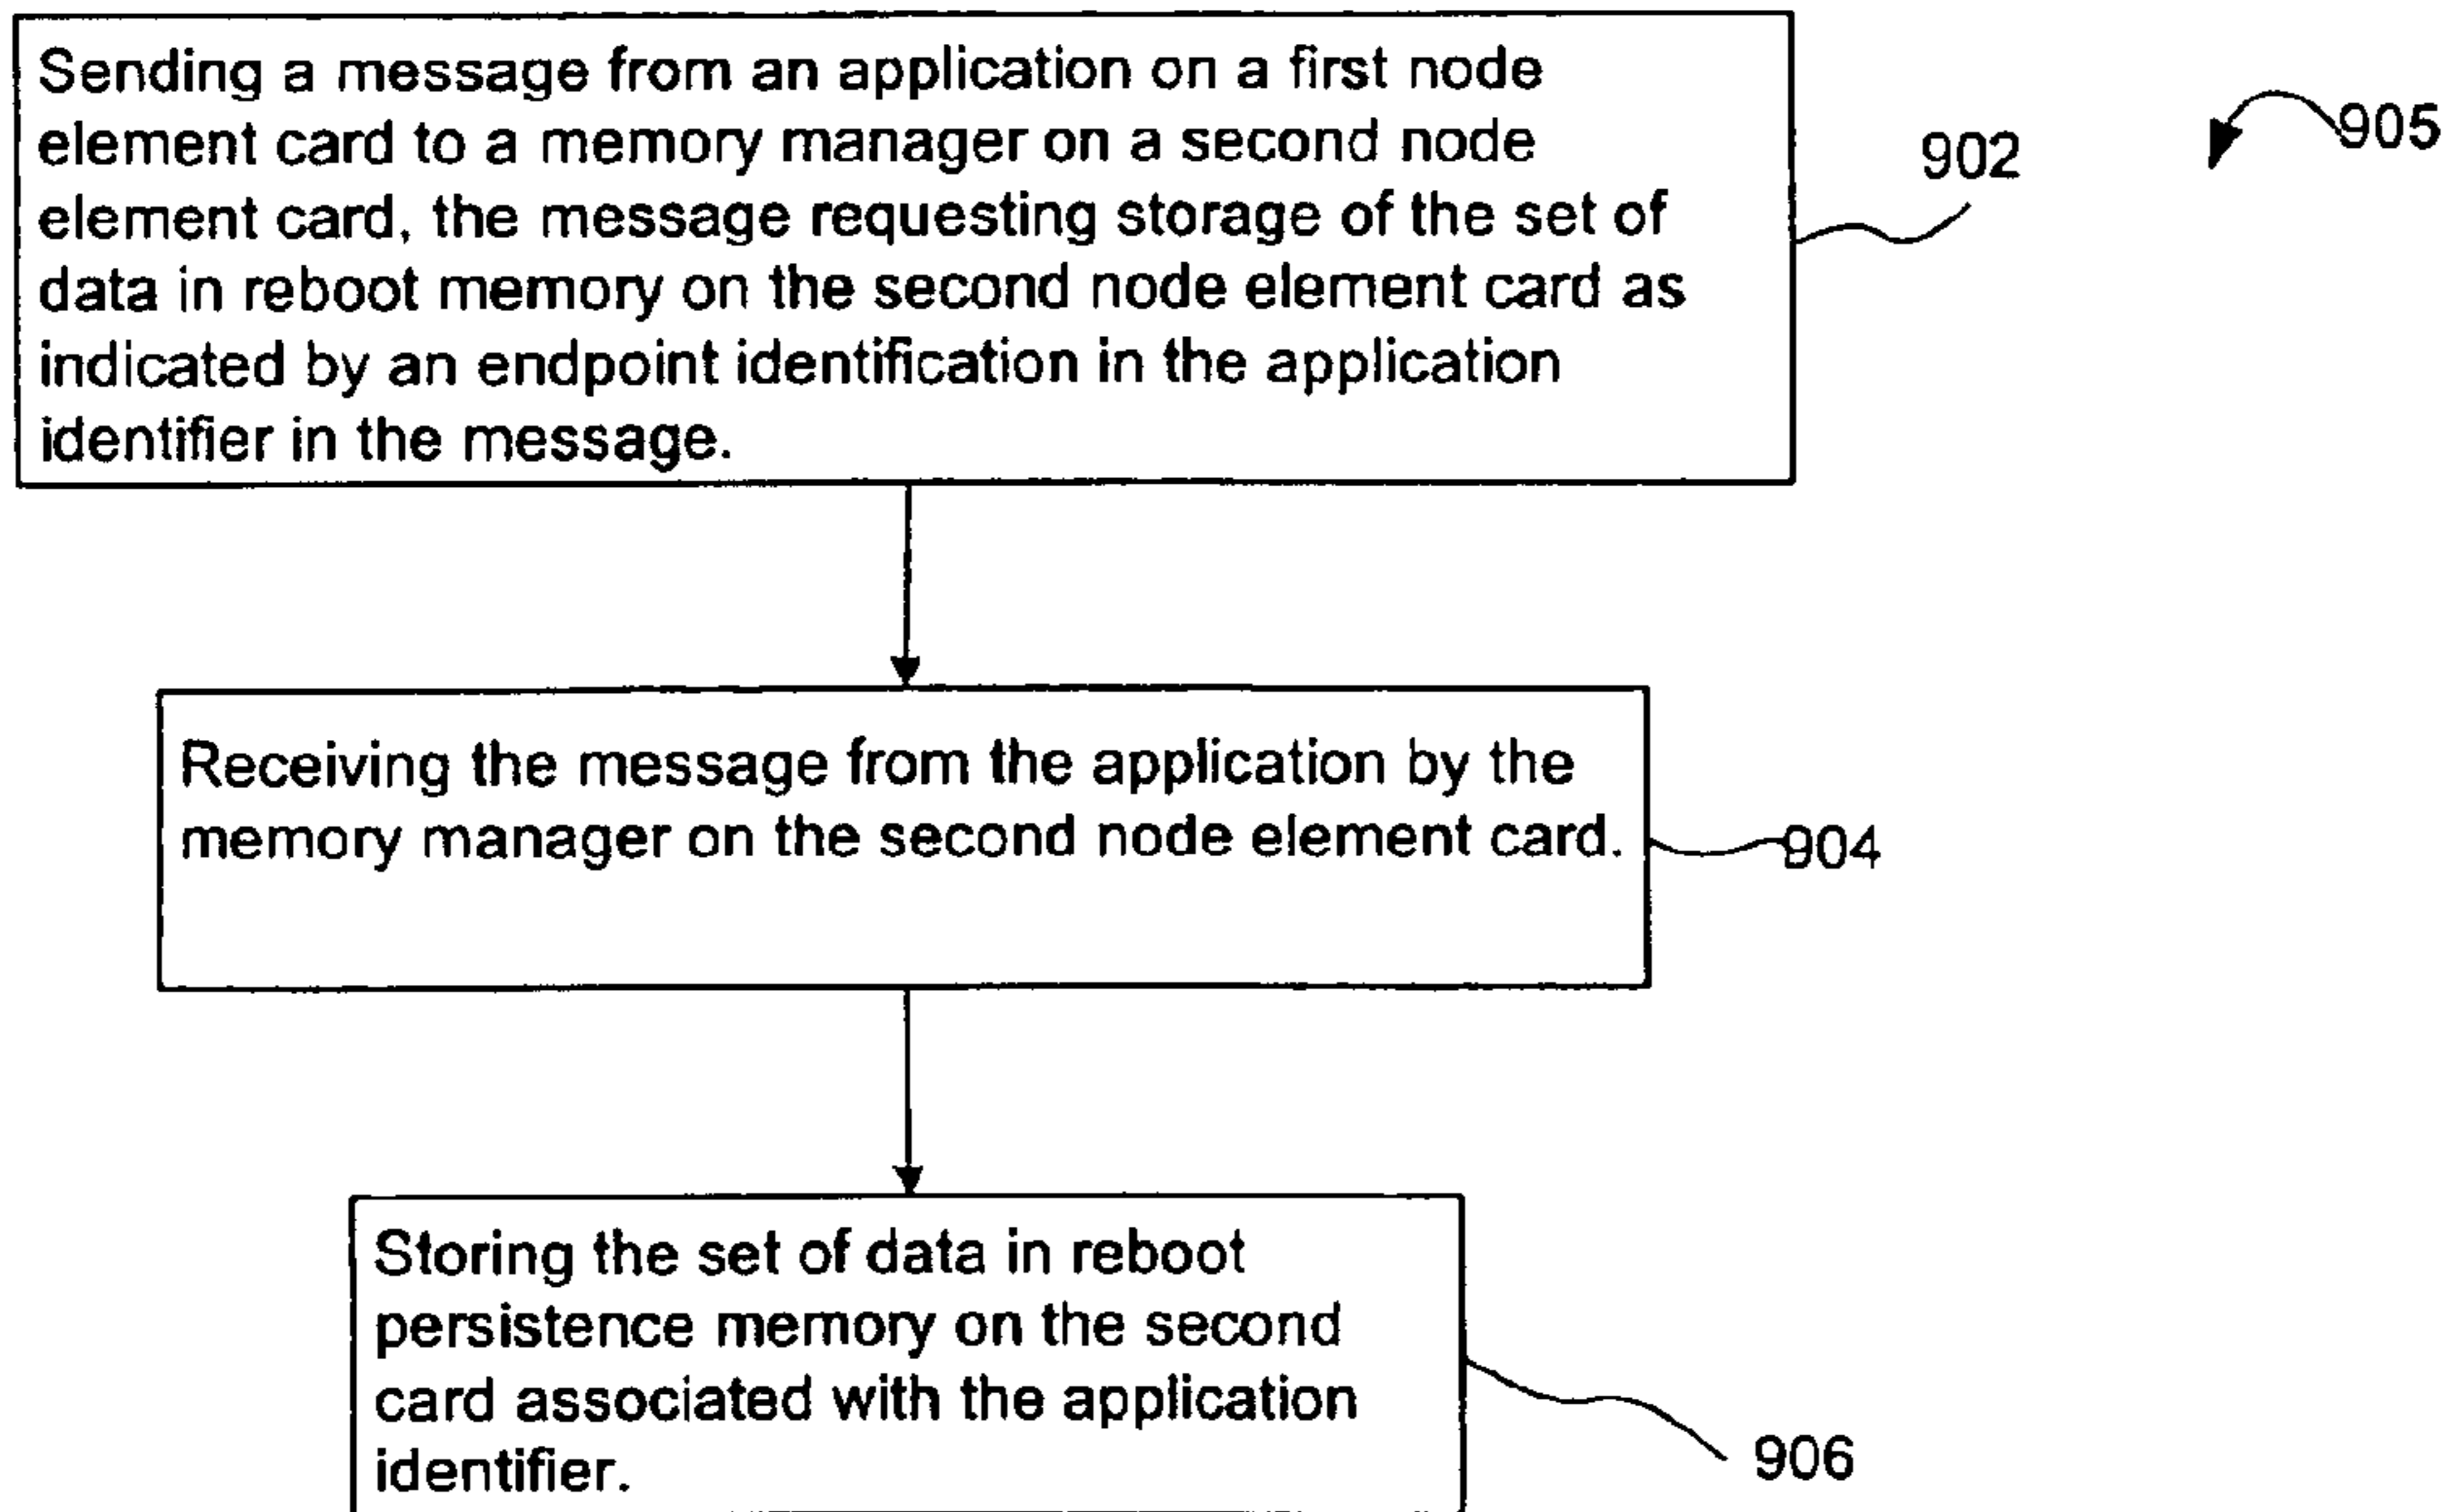 Sending a message from an application on a first node
element card to a memory manager on a second node
element card, the message requesting storage of the set of
data in reboot memory on the second node element card as
indicated by an endpoint identification in the application
identifier in the message.
902
905
Receiving the message from the application by the
memory manager on the second node element card.
904
Storing the set of data in reboot
persistence memory on the second
card associated with the application
identifier.
906